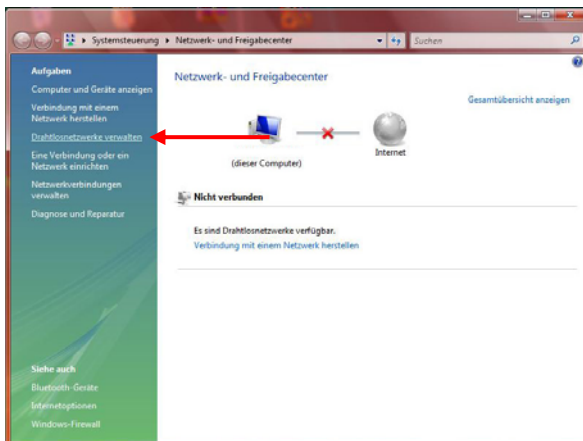 Systemsteuerung ▸ Netzwerk- und Freigabecenter
Suchen
Aufgaben
Computer und Geräte anzeigen
Verbindung mit einem
Netzwerk herstellen
Drahtlosnetzwerke verwalten
Eine Verbindung oder ein
Netzwerk einrichten
Netzwerkverbindungen
verwalten
Diagnose und Reparatur
Siehe auch
Bluetooth-Geräte
Internetoptionen
Windows-Firewall
Netzwerk- und Freigabecenter
Gesamtübersicht anzeigen
(dieser Computer)
Internet
Nicht verbunden
Es sind Drahtlosnetzwerke verfügbar.
Verbindung mit einem Netzwerk herstellen